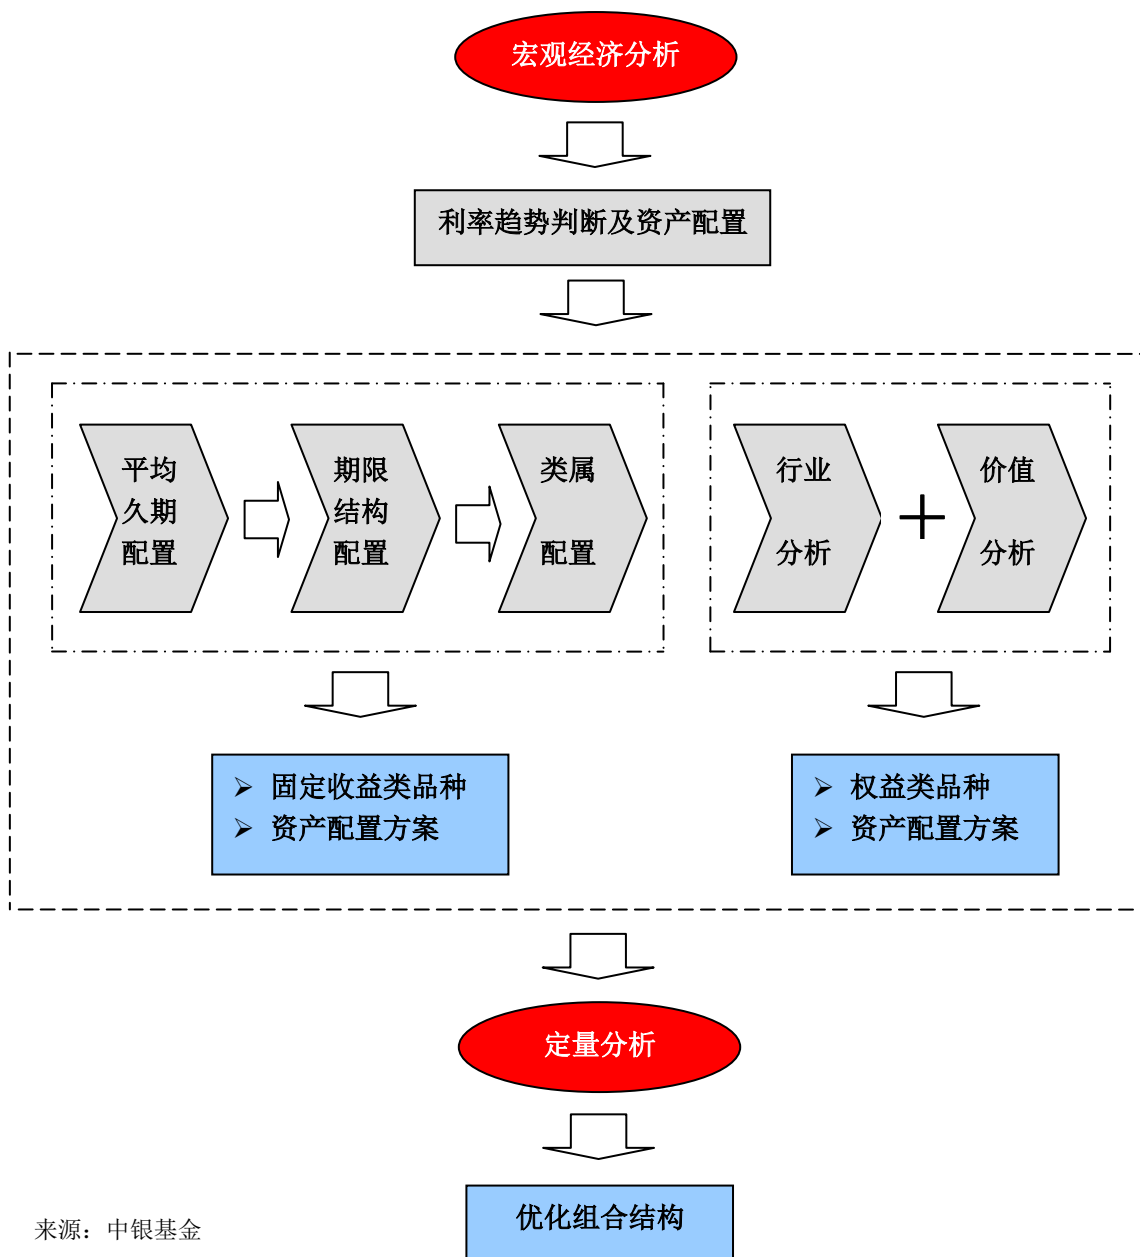 宏观经济分析
利率趋势判断及资产配置
平均
久期
配置
期限
结构
配置
类属
配置
行业
分析
价值
分析
固定收益类品种
资产配置方案
权益类品种
资产配置方案
定量分析
优化组合结构
来源：中银基金